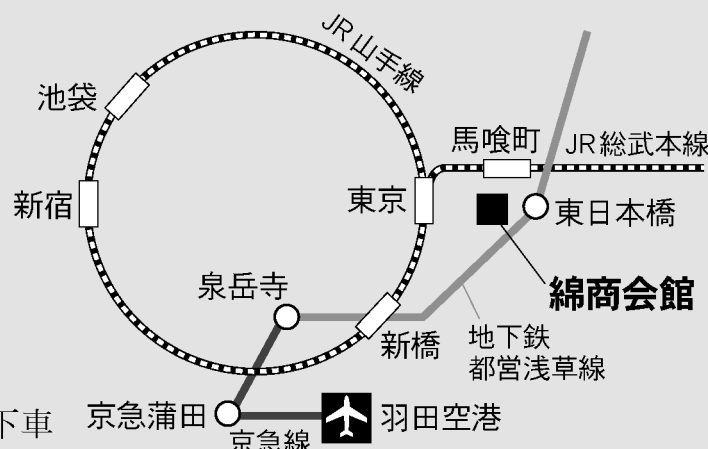 JR山手線
池袋
馬喰町
JR総武本線
新宿
東京
東日本橋
泉岳寺
綿商会館
新橋
地下鉄
都営浅草線
下車
京急蒲田
羽田空港
京急線